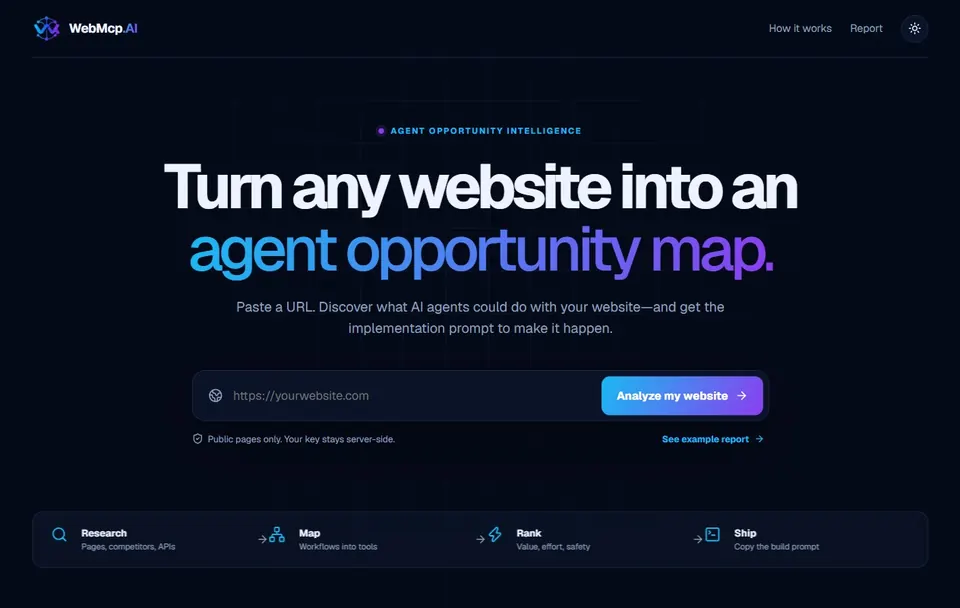 WebMcp.AI
How it works
Report
AGENT OPPORTUNITY INTELLIGENCE
Turn any website into an
agent opportunity map.
Paste a URL. Discover what AI agents could do with your website—and get the
implementation prompt to make it happen.
https://yourwebsite.com
Analyze my website →
Public pages only. Your key stays server-side.
See example report →
Research
Pages, competitors, APIs
→
Map
Workflows into tools
→
Rank
Value, effort, safety
→
Ship
Copy the build prompt